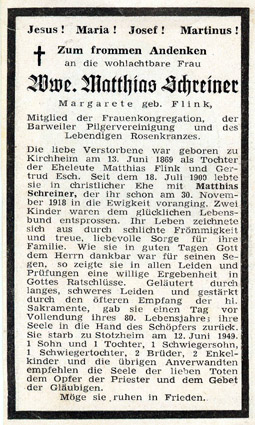 Jesus! Maria! Josef! Martinus!
Zum frommen Andenken
an die wohlachtbare Frau
Wwe. Matthias Schreiner
Margarete geb. Flink,
Mitglied der Frauenkongregation, der
Barweiler Pilgervereinigung und des
Lebendigen Rosenkranzes.
Die liebe Verstorbene war geboren zu
Kirchheim am 13. Juni 1869 als Tochter
der Eheleute Matthias Flink und Ger-
trud Esch. Seit dem 18. Juli 1900 lebte
sie in christlicher Ehe mit Matthias
Schreiner, der ihr schon am 30. Novem-
ber 1918 in die Ewigkeit voranging. Zwei
Kinder waren dem glücklichen Lebens-
bund entsprossen. Ihr Leben zeichnete
sich aus durch schlichte Frömmigkeit
und treue, liebevolle Sorge für ihre
Familie. Wie sie in guten Tagen Gott
dem Herrn dankbar war für seinen Se-
gen, so zeigte sie in allen Leiden und
Prüfungen eine willige Ergebenheit in
Gottes Ratschlüsse. Geläutert durch
langes, schweres Leiden und gestärkt
durch den öfteren Empfang der hl.
Sakramente, gab sie einen Tag vor
Vollendung ihres 80. Lebensjahres ihre
Seele in die Hand des Schöpfers zurück.
Sie starb zu Stotzheim am 12. Juni 1949.
1 Sohn und 1 Tochter, 1 Schwiegersohn,
1 Schwiegertochter, 2 Brüder, 2 Enkel-
kinder und die übrigen Anverwandten
empfehlen die Seele der lieben Toten
dem Opfer der Priester und dem Gebet
der Gläubigen.
Möge sie ruhen in Frieden.